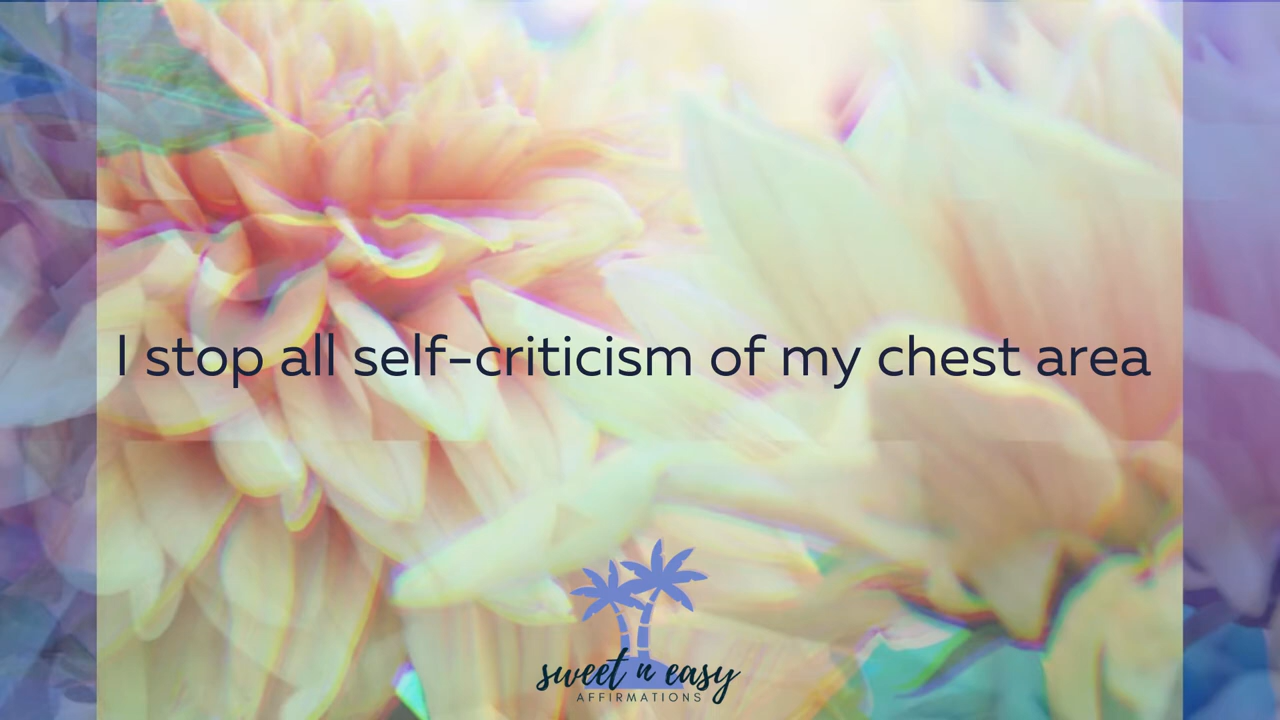 I stop all self-criticism of my chest area
sweet n easy
AFFIRMATIONS